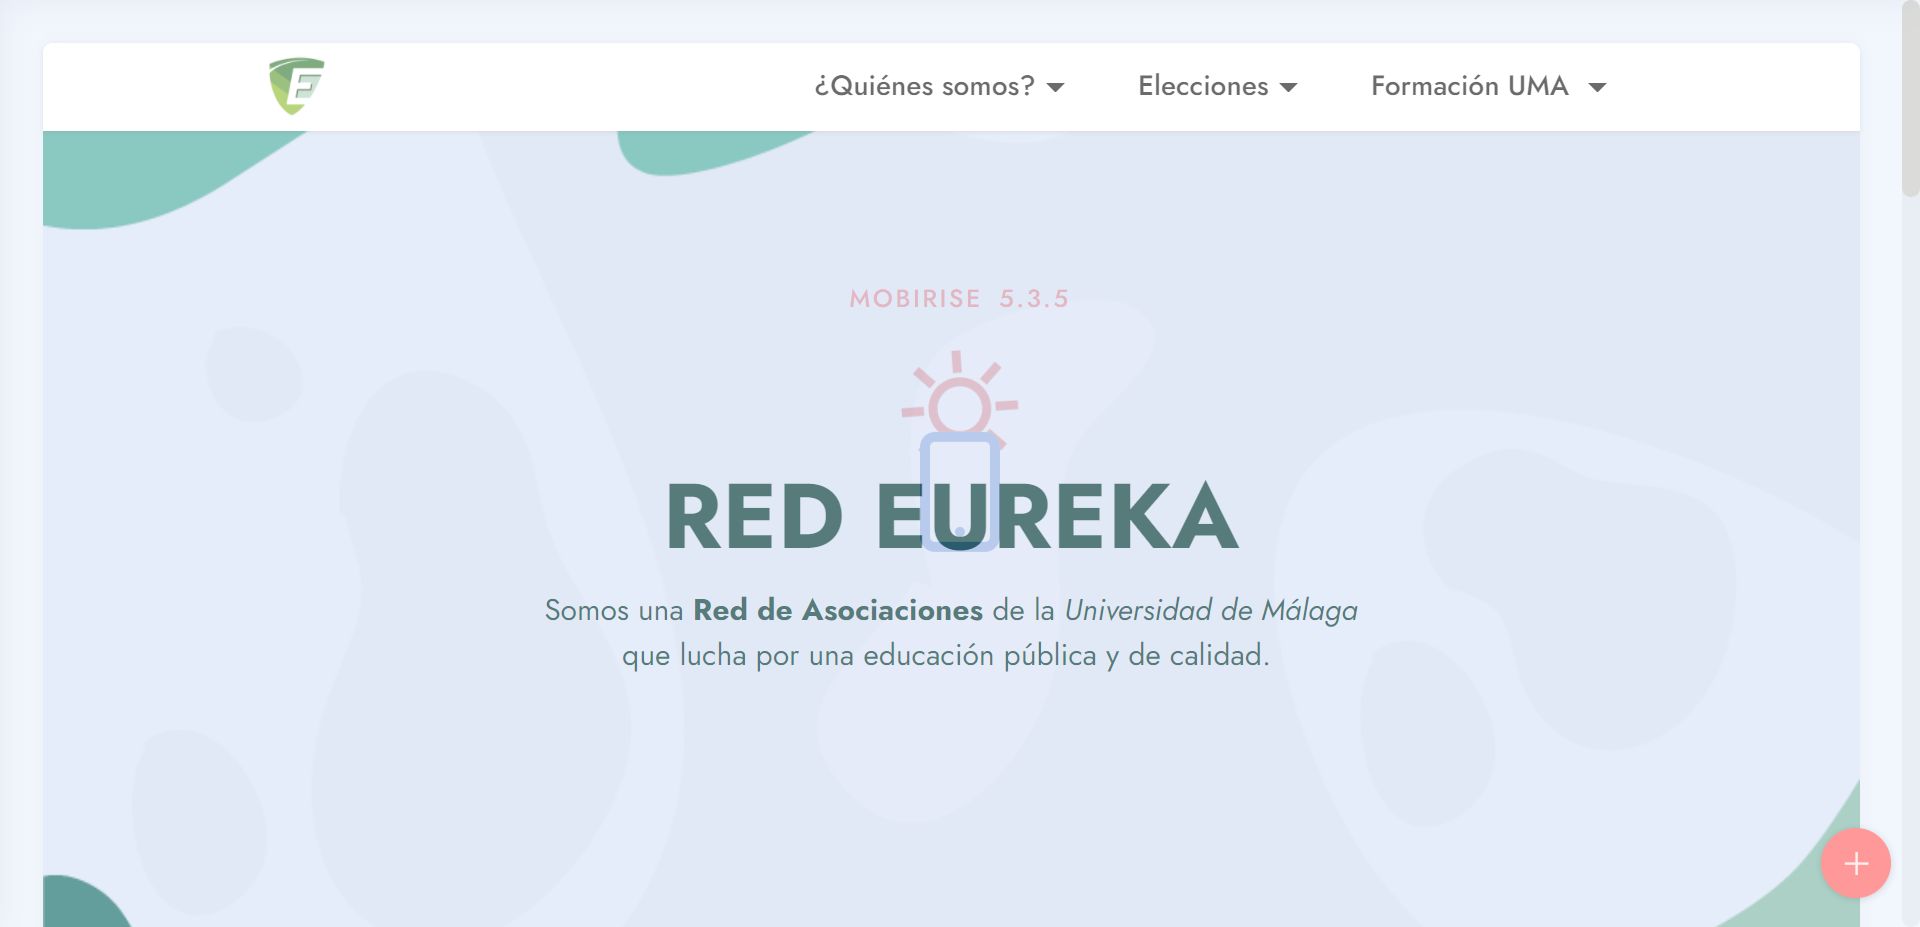 E
¿Quiénes somos? Elecciones Formación UMA
MOBIRISE 5.3.5
RED EUREKA
Somos una Red de Asociaciones de la Universidad de Málaga
que lucha por una educación pública y de calidad.